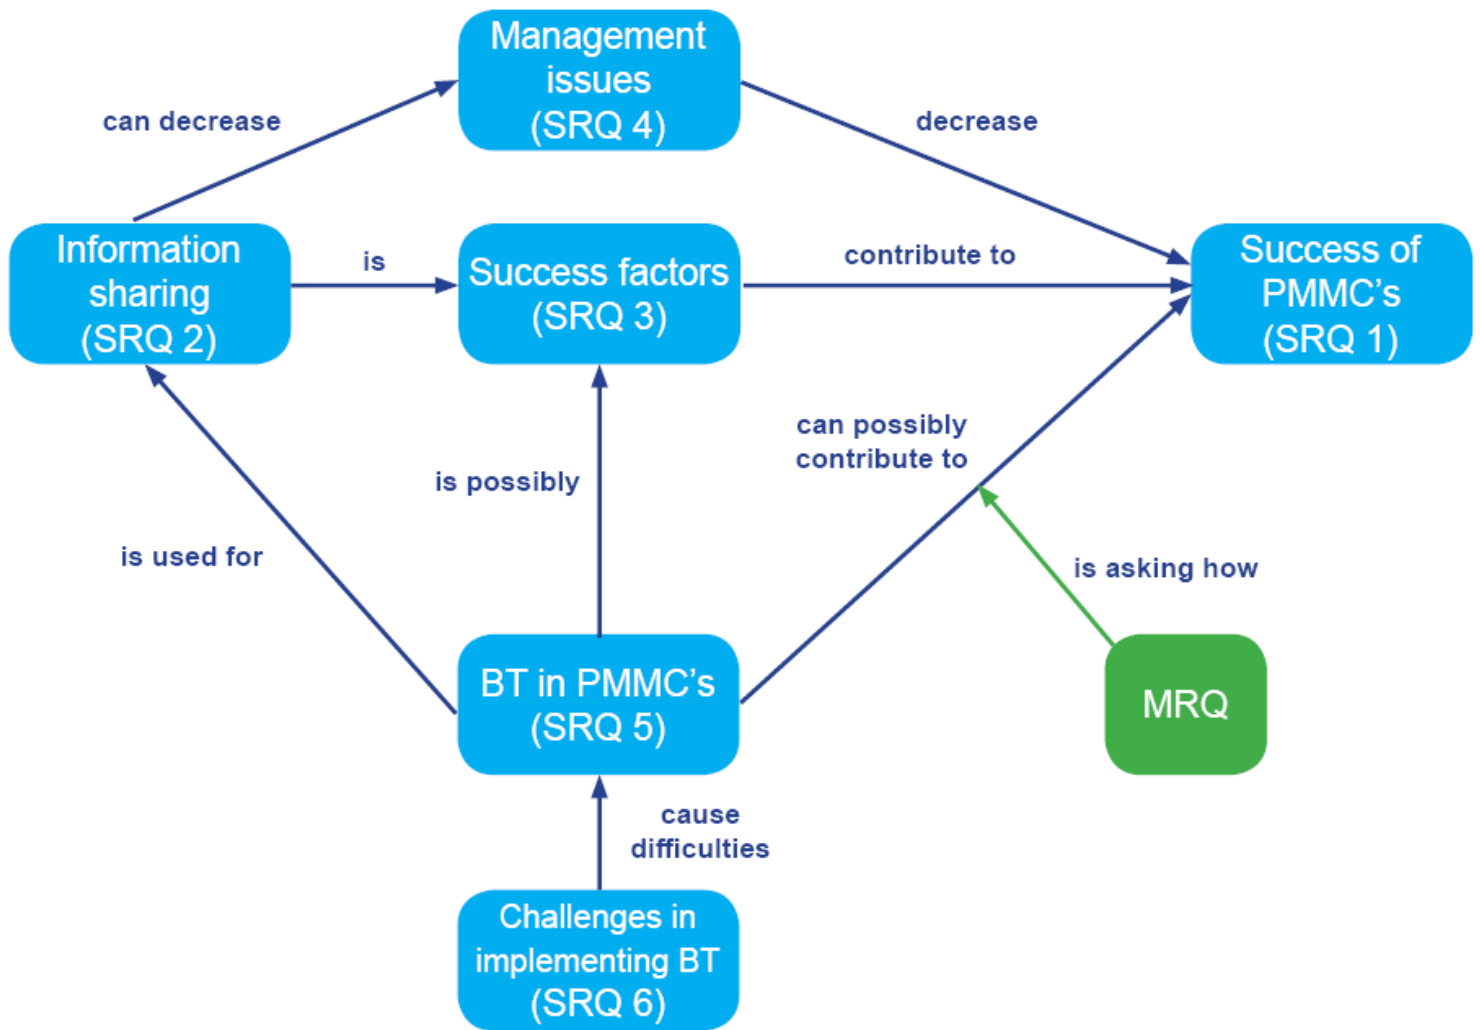 Management
issues
(SRQ 4)
can decrease
decrease
Information
sharing
(SRQ 2)
is
Success factors
(SRQ 3)
contribute to
Success of
PMMC’s
(SRQ 1)
can possibly
contribute to
is possibly
is used for
is asking how
BT in PMMC’s
(SRQ 5)
MRQ
cause
difficulties
Challenges in
implementing BT
(SRQ 6)